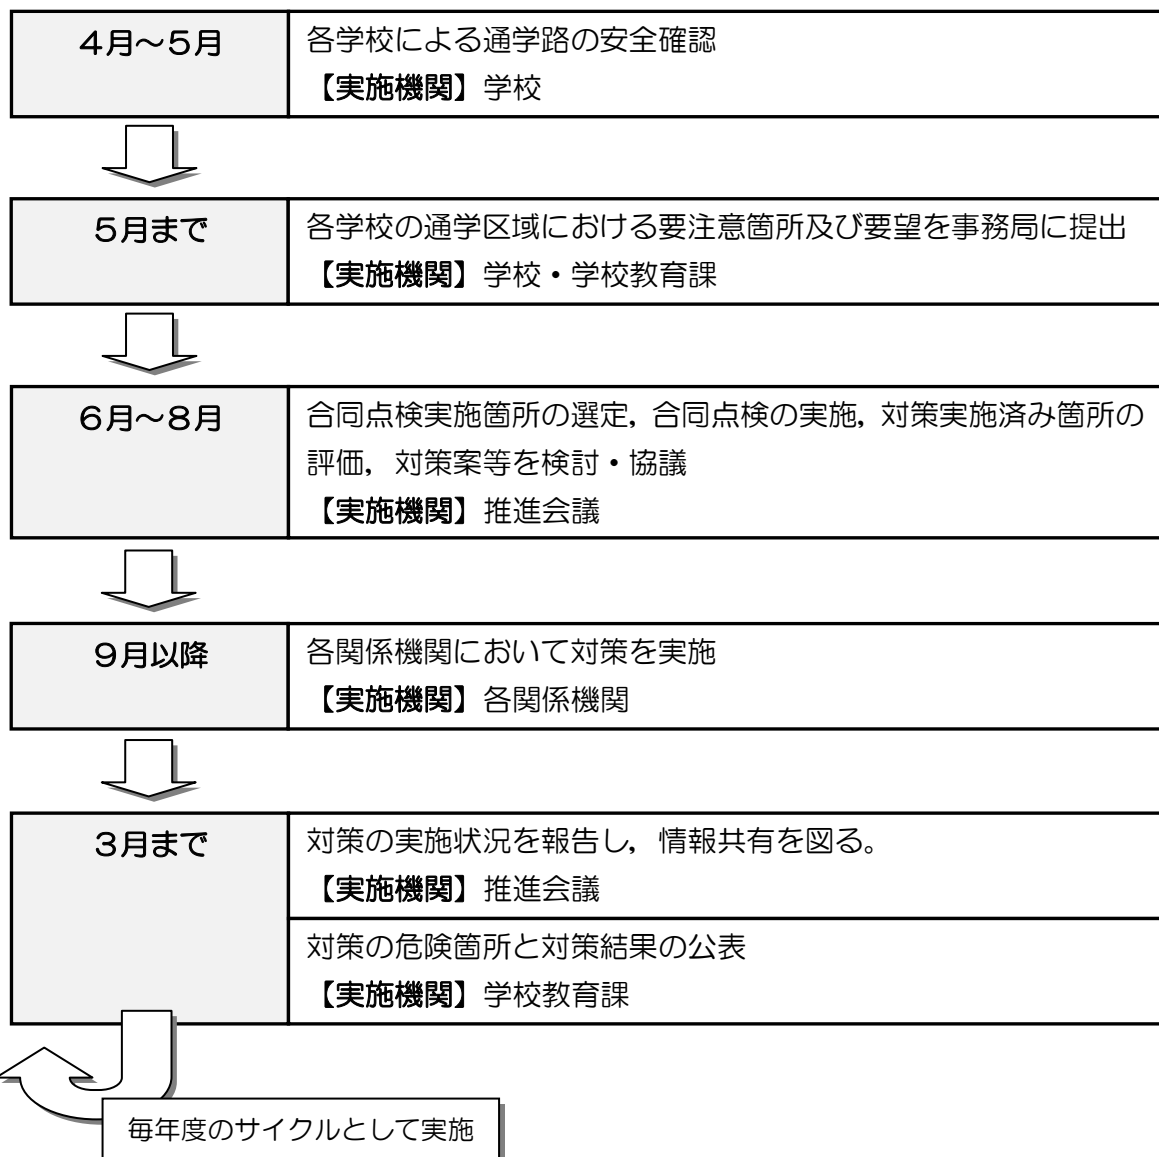 ４月～５月
各学校による通学路の安全確認
【実施機関】学校
５月まで
各学校の通学区域における要注意箇所及び要望を事務局に提出
【実施機関】学校・学校教育課
６月～８月
合同点検実施箇所の選定，合同点検の実施，対策実施済み箇所の
評価，対策案等を検討・協議
【実施機関】推進会議
９月以降
各関係機関において対策を実施
【実施機関】各関係機関
３月まで
対策の実施状況を報告し，情報共有を図る。
【実施機関】推進会議
対策の危険箇所と対策結果の公表
【実施機関】学校教育課
毎年度のサイクルとして実施